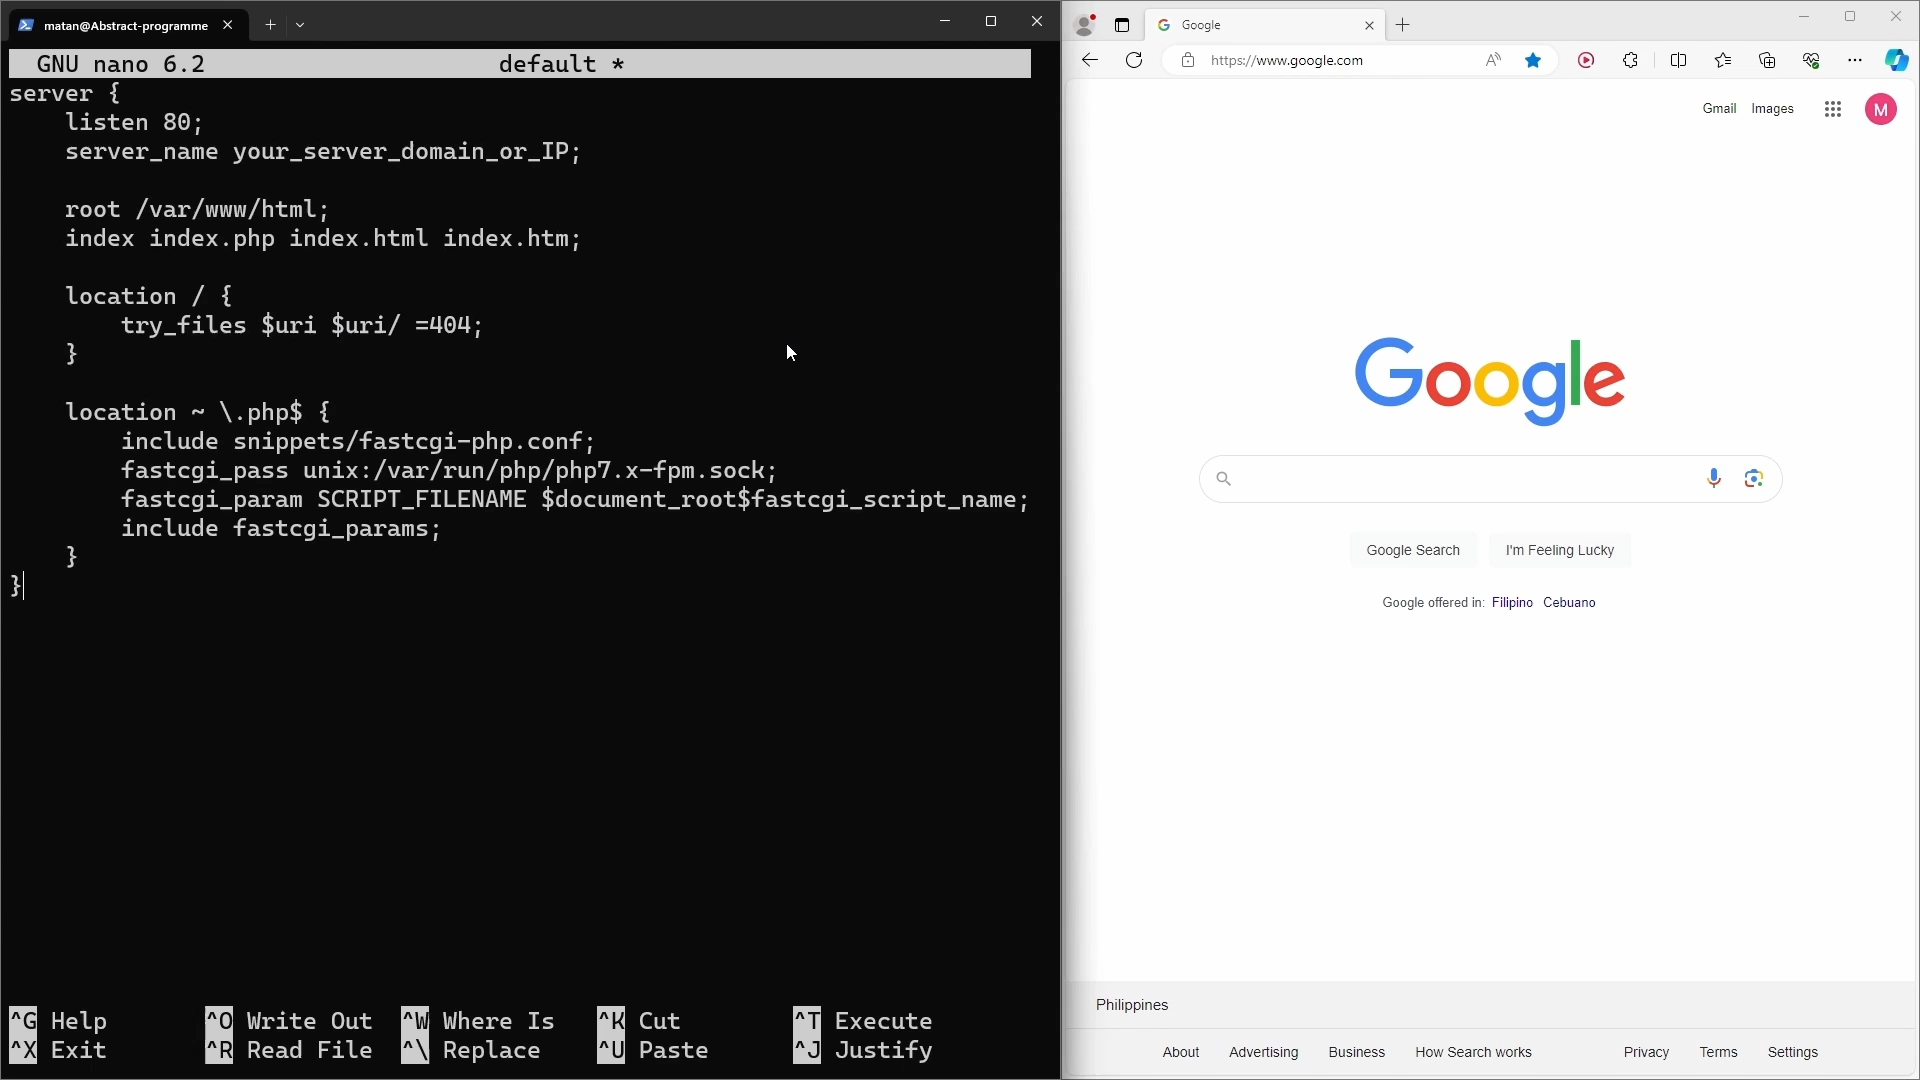 matan@Abstract-programme
GNU nano 6.2 default *
server {
listen 80;
server_name your_server_domain_or_IP;
root /var/www/html;
index index.php index.html index.htm;
location / {
try_files $uri $uri/ =404;
}
location ~ \.php$ {
include snippets/fastcgi-php.conf;
fastcgi_pass unix:/var/run/php/php7.x-fpm.sock;
fastcgi_param SCRIPT_FILENAME $document_root$fastcgi_script_name;
include fastcgi_params;
}
}
^G Help ^O Write Out ^W Where Is ^K Cut ^T Execute
^X Exit ^R Read File ^\ Replace ^U Paste ^J Justify
Google
https://www.google.com
Gmail Images M
Google
Google Search I'm Feeling Lucky
Google offered in: Filipino Cebuano
Philippines
About Advertising Business How Search works Privacy Terms Settings